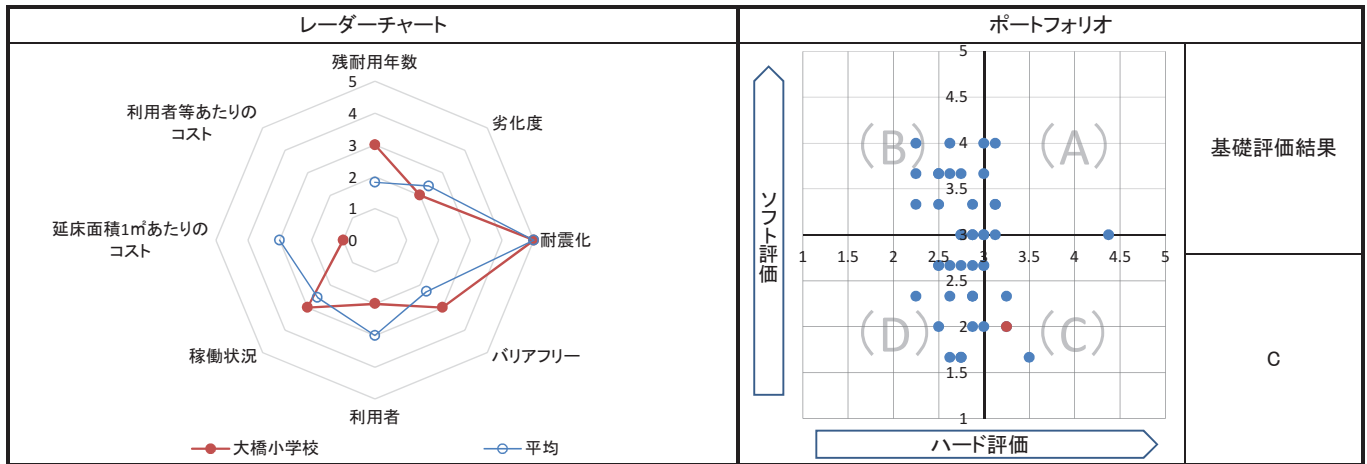 レーダーチャート
残耐用年数
劣化度
耐震化
バリアフリー
利用者
稼働状況
延床面積1㎡あたりの
コスト
利用者等あたりの
コスト
5
4
3
2
1
0
大橋小学校
平均
ポートフォリオ
ソフト評価
5
4.5
4
3.5
3
2.5
2
1.5
1
1
1.5
2
2.5
3
3.5
4
4.5
5
(B)
(A)
(D)
(C)
ハード評価
基礎評価結果
C